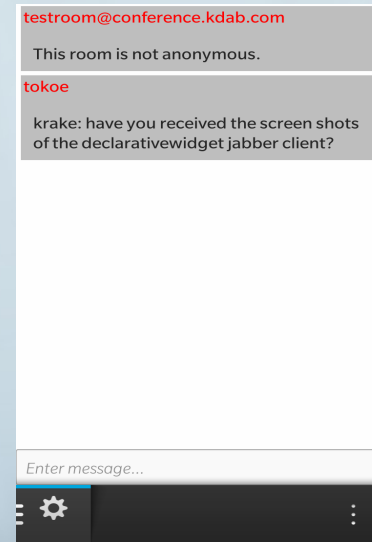 testroom@conference.kdab.com
This room is not anonymous.
tokoe
krake: have you received the screen shots
of the declarativewidget jabber client?
Enter message...